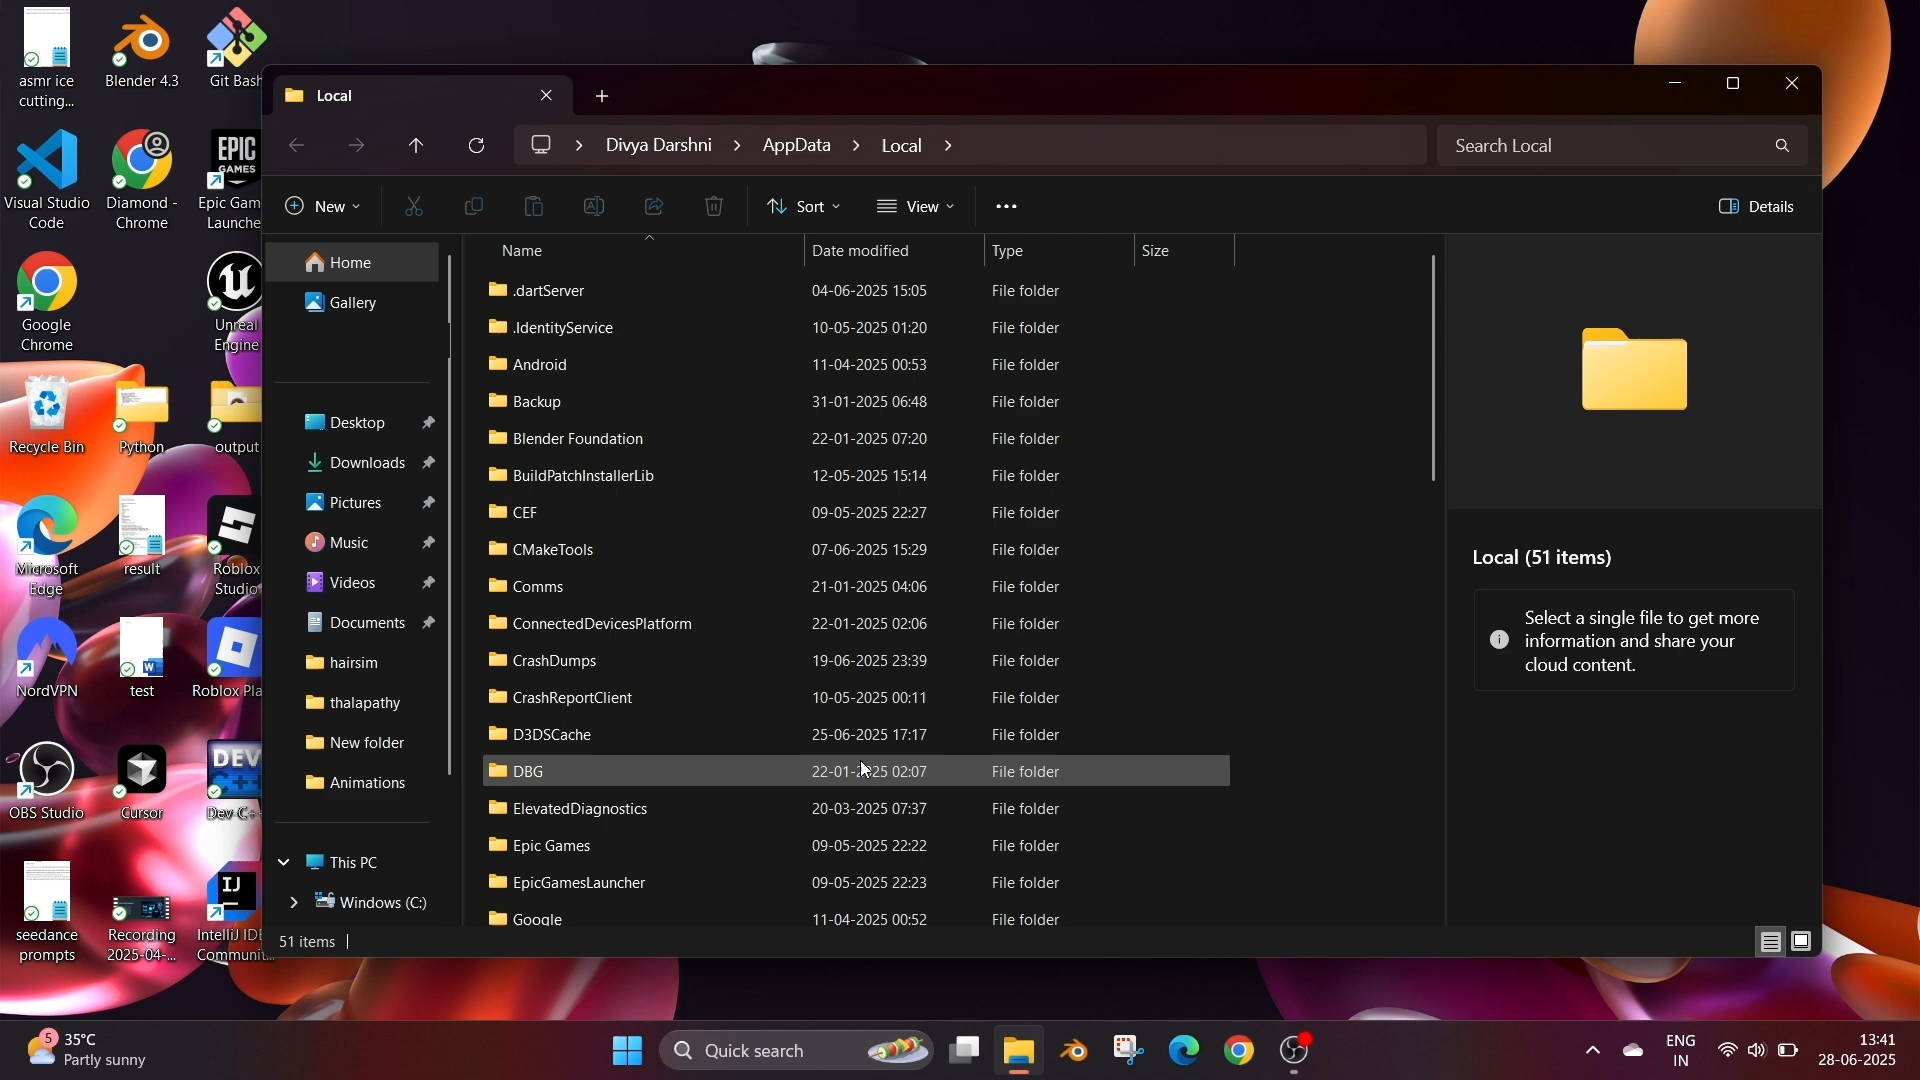 asmr ice
cutting...
Blender 4.3
Git Bash
Visual Studio
Code
Diamond -
Chrome
EPIC
GAMES
Epic Gam
Launche
Google
Chrome
Unreal
Engine
Recycle Bin
Python
output
Microsoft
Edge
result
Roblox
Studio
NordVPN
test
Roblox Pla
OBS Studio
Cursor
DEV
Dev-C++
seedance
prompts
Recording
2025-04-...
IJ
IntelliJ IDE
Communit...
Local
Divya Darshni
AppData
Local
Search Local
New
Sort
View
Details
Home
Gallery
Desktop
Downloads
Pictures
Music
Videos
Documents
hairsim
thalapathy
New folder
Animations
This PC
Windows (C:)
Name Date modified Type Size
.dartServer 04-06-2025 15:05 File folder
.IdentityService 10-05-2025 01:20 File folder
Android 11-04-2025 00:53 File folder
Backup 31-01-2025 06:48 File folder
Blender Foundation 22-01-2025 07:20 File folder
BuildPatchInstallerLib 12-05-2025 15:14 File folder
CEF 09-05-2025 22:27 File folder
CMakeTools 07-06-2025 15:29 File folder
Comms 21-01-2025 04:06 File folder
ConnectedDevicesPlatform 22-01-2025 02:06 File folder
CrashDumps 19-06-2025 23:39 File folder
CrashReportClient 10-05-2025 00:11 File folder
D3DSCache 25-06-2025 17:17 File folder
DBG 22-01-2025 02:07 File folder
ElevatedDiagnostics 20-03-2025 07:37 File folder
Epic Games 09-05-2025 22:22 File folder
EpicGamesLauncher 09-05-2025 22:23 File folder
Google 11-04-2025 00:52 File folder
Local (51 items)
Select a single file to get more
information and share your
cloud content.
51 items
5
35°C
Partly sunny
Quick search
ENG
IN
13:41
28-06-2025